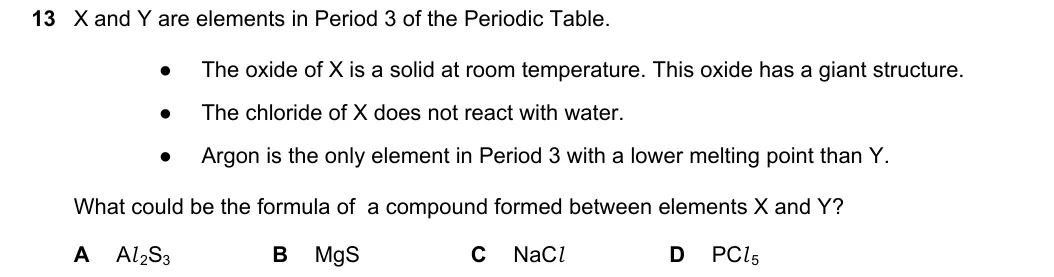 13 X and Y are elements in Period 3 of the Periodic Table.
● The oxide of X is a solid at room temperature. This oxide has a giant structure.
● The chloride of X does not react with water.
● Argon is the only element in Period 3 with a lower melting point than Y.
What could be the formula of a compound formed between elements X and Y?
A Al₂S₃ B MgS C NaCl D PCl₅